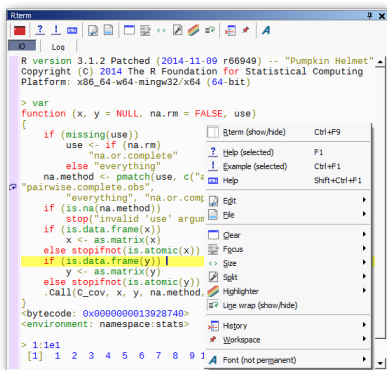 Rterm
IO Log
R version 3.1.2 Patched (2014-11-09 r66949) -- "Pumpkin Helmet"
Copyright (C) 2014 The R Foundation for Statistical Computing
Platform: x86_64-w64-mingw32/x64 (64-bit)
> var
function (x, y = NULL, na.rm = FALSE, use)
{
if (missing(use))
use <- if (na.rm)
"na.or.complete"
else "everything"
na.method <- pmatch(use, c("a
"pairwise.complete.obs",
"everything", "na.or.comp
if (is.na(na.method))
stop("invalid 'use' argum
if (is.data.frame(x))
x <- as.matrix(x)
else stopifnot(is.atomic(x))
if (is.data.frame(y))
y <- as.matrix(y)
else stopifnot(is.atomic(y))
.Call(C_cov, x, y, na.method,
}
<bytecode: 0x0000000013928740>
<environment: namespace:stats>
> 1:1e1
[1] 1 2 3 4 5 6 7 8 9 1
Rterm (show/hide) Ctrl+F9
Help (selected) F1
Example (selected) Ctrl+F1
Help Shift+Ctrl+F1
Edit
File
Clear
Focus
Size
Split
Highlighter
Line wrap (show/hide)
History
Workspace
Font (not permanent)